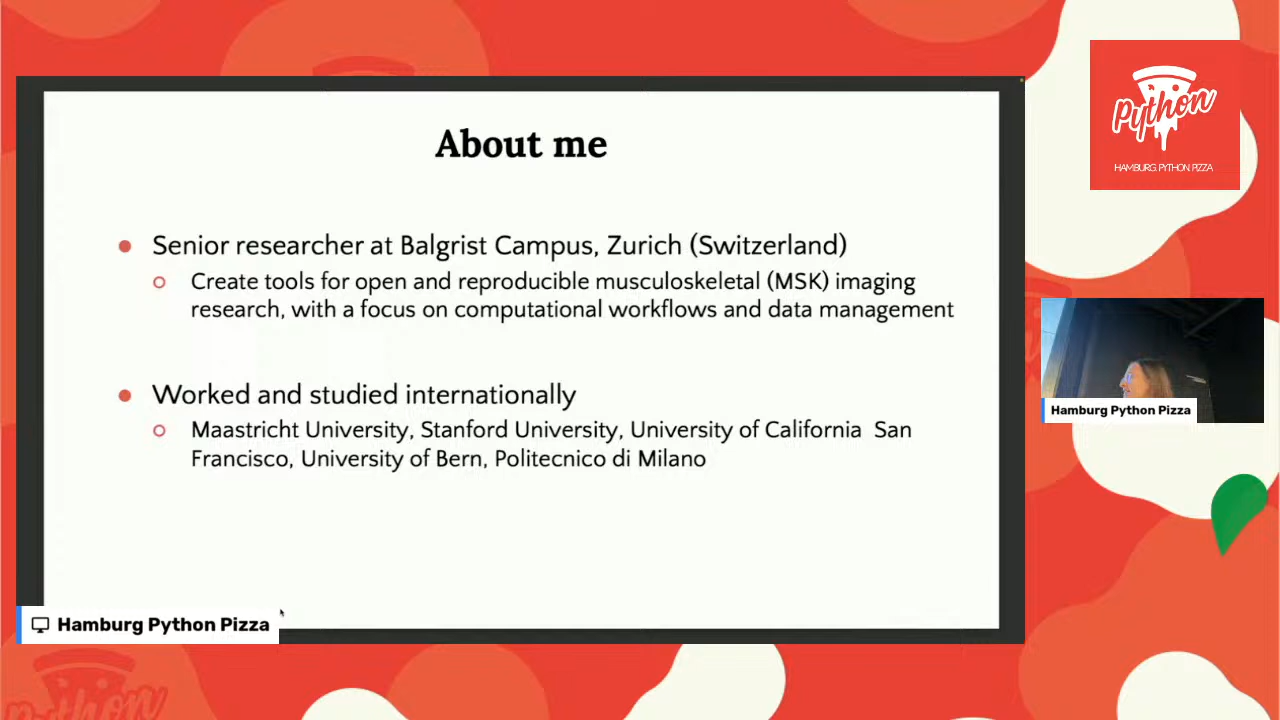 About me
Senior researcher at Balgrist Campus, Zurich (Switzerland)
Create tools for open and reproducible musculoskeletal (MSK) imaging
research, with a focus on computational workflows and data management
Worked and studied internationally
Maastricht University, Stanford University, University of California San
Francisco, University of Bern, Politecnico di Milano
Hamburg Python Pizza
Python
HAMBURG PYTHON PIZZA
Hamburg Python Pizza
Python